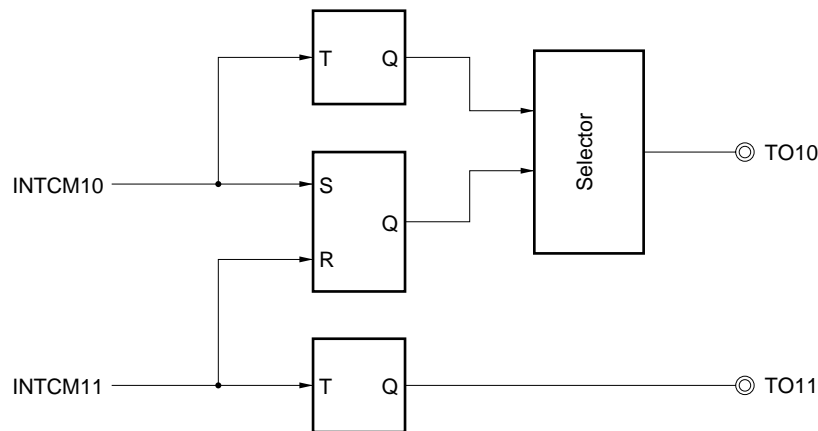 T Q
INTCM10
S
Q
R
Selector
TO10
INTCM11
T Q
TO11